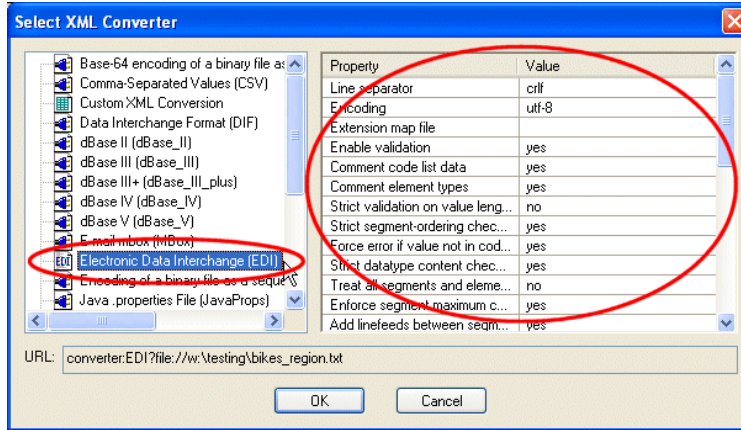 Select XML Converter
Base-64 encoding of a binary file as
Comma-Separated Values (CSV)
Custom XML Conversion
Data Interchange Format (DIF)
dBase II (dBase_II)
dBase III (dBase_III)
dBase III+ (dBase_III_plus)
dBase IV (dBase_IV)
dBase V (dBase_V)
E-mail mbox (MBox)
EDI Electronic Data Interchange (EDI)
Encoding of a binary file as a seque
Java .properties File (JavaProps)
Property Value
Line separator crlf
Encoding utf-8
Extension map file
Enable validation yes
Comment code list data yes
Comment element types yes
Strict validation on value leng... no
Strict segment-ordering chec... yes
Force error if value not in cod... yes
Strict datatype content chec... yes
Treat all segments and eleme... no
Enforce segment maximum c... yes
Add linefeeds between segm... yes
URL: converter:EDI?file://w:\testing\bikes_region.txt
OK Cancel